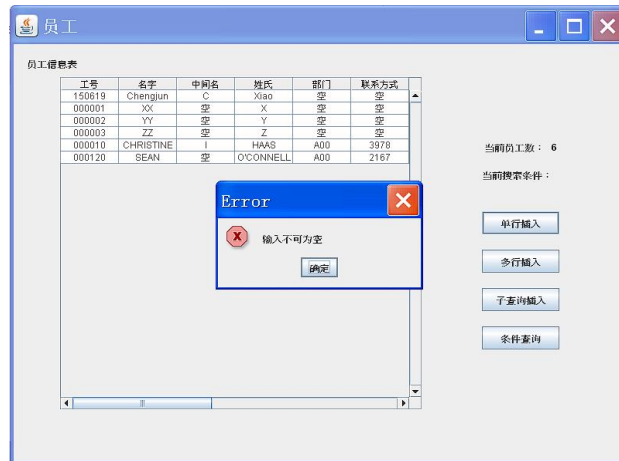 员工
员工信息表
工号 名字 中间名 姓氏 部门 联系方式
150619 Chengjun C Xiao 空 空
000001 XX 空 X 空 空
000002 YY 空 Y 空 空
000003 ZZ 空 Z 空 空
000010 CHRISTINE I HAAS A00 3978
000120 SEAN 空 O'CONNELL A00 2167
当前员工数： 6
当前搜索条件：
Error
输入不可为空
确定
单行插入
多行插入
子查询插入
条件查询